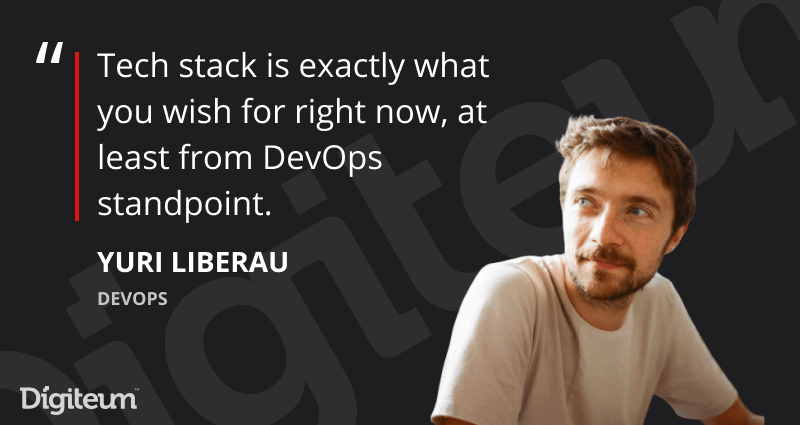 “
Tech stack is exactly what
you wish for right now, at
least from DevOps
standpoint.
YURI LIBERAU
DEVOPS
Digiteum™
Digiteum